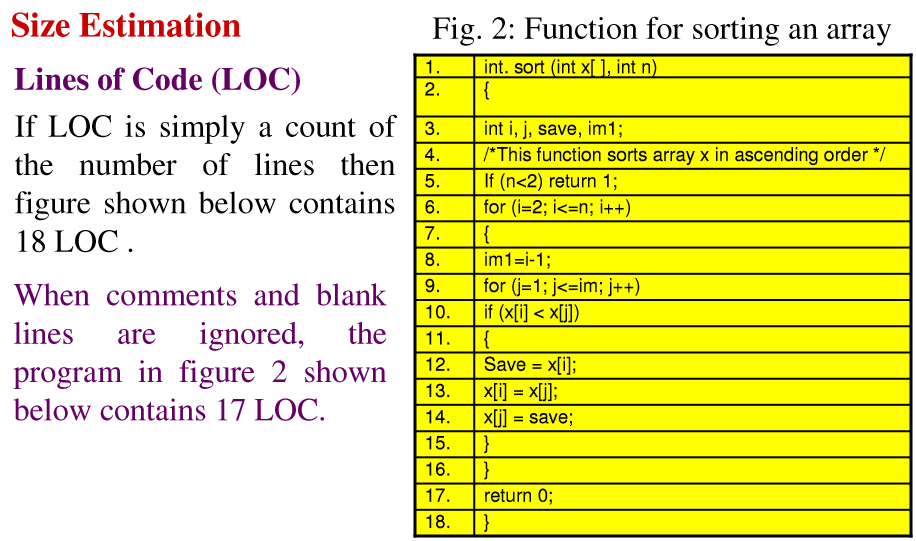 Size Estimation
Lines of Code (LOC)
If LOC is simply a count of
the number of lines then
figure shown below contains
18 LOC .
When comments and blank
lines are ignored, the
program in figure 2 shown
below contains 17 LOC.
Fig. 2: Function for sorting an array
1. int. sort (int x[ ], int n)
2. {
3. int i, j, save, im1;
4. /*This function sorts array x in ascending order */
5. If (n<2) return 1;
6. for (i=2; i<=n; i++)
7. {
8. im1=i-1;
9. for (j=1; j<=im; j++)
10. if (x[i] < x[j])
11. {
12. Save = x[i];
13. x[i] = x[j];
14. x[j] = save;
15. }
16. }
17. return 0;
18. }